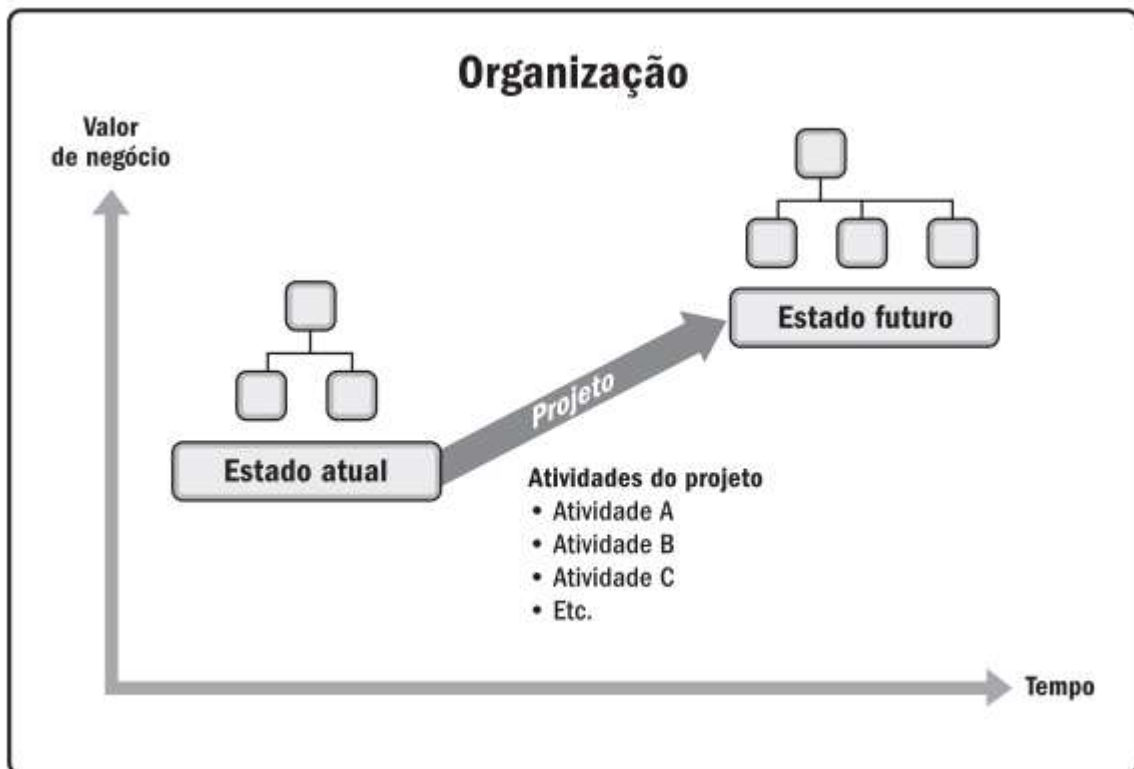 Organização
Valor
de negócio
Estado futuro
Projeto
Estado atual
Atividades do projeto
• Atividade A
• Atividade B
• Atividade C
• Etc.
Tempo